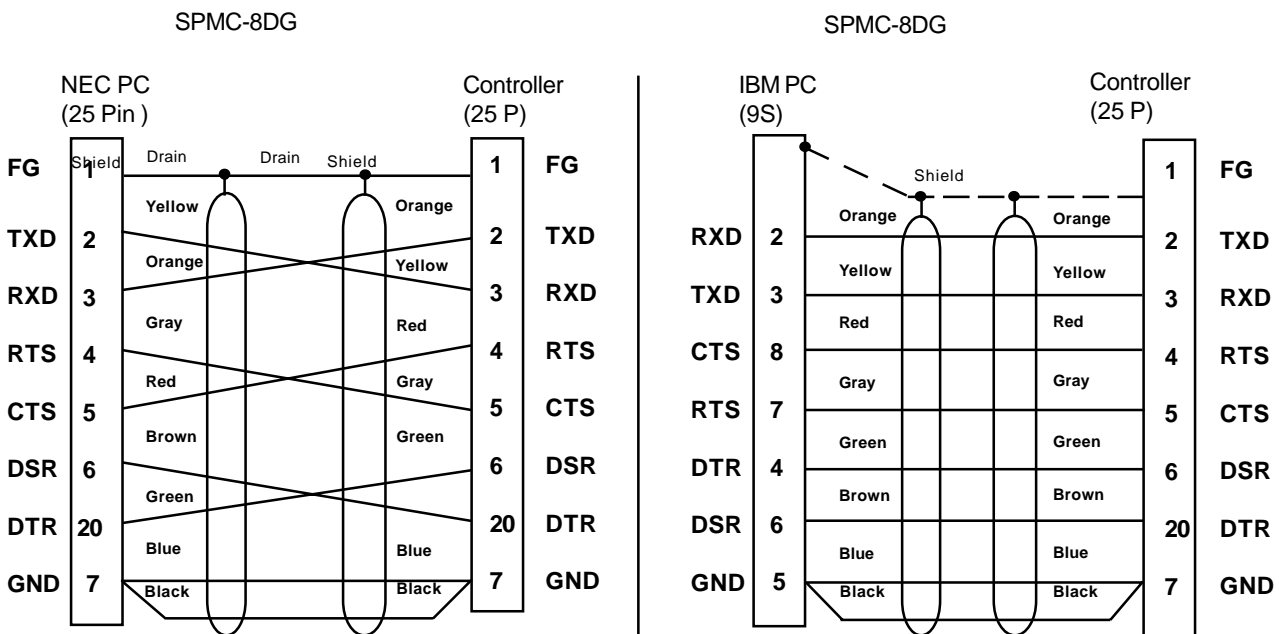 SPMC-8DG
NEC PC
(25 Pin )
Controller
(25 P)
FG Shield 1 Drain Drain Shield 1 FG
Yellow Orange
TXD 2 2 TXD
Orange Yellow
RXD 3 3 RXD
Gray Red
RTS 4 4 RTS
Red Gray
CTS 5 5 CTS
Brown Green
DSR 6 6 DSR
Green
DTR 20 20 DTR
Blue Blue
GND 7 7 GND
Black Black
SPMC-8DG
IBM PC
(9S)
Controller
(25 P)
1 FG
Shield
Orange Orange
RXD 2 2 TXD
Yellow Yellow
TXD 3 3 RXD
Red Red
CTS 8 4 RTS
Gray Gray
RTS 7 5 CTS
Green Green
DTR 4 6 DSR
Brown Brown
DSR 6 20 DTR
Blue Blue
GND 5 7 GND
Black Black